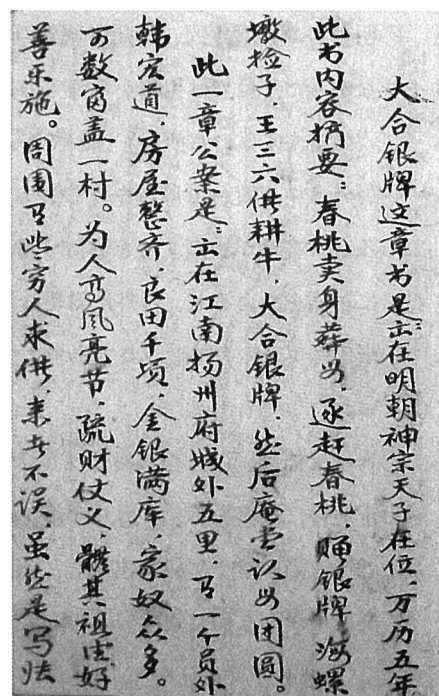 大合银牌这章书是:出在明朝神宗天子在位,万历五年
此书内容摘要:春桃卖身葬母,逐赶春桃,赐银牌,海螺
墩捡子,王三六借耕牛,大合银牌,然后庵堂认母团圆。
此一章公案是:出在江南扬州府城外五里,有一个员外
韩宏道,房屋整齐,良田千顷,金银满库,家奴众多。
可数富盖一村。为人高风亮节,疏财仗义,體其祖宗好
善乐施。周围有些穷人求借,来者不误,虽然是写法